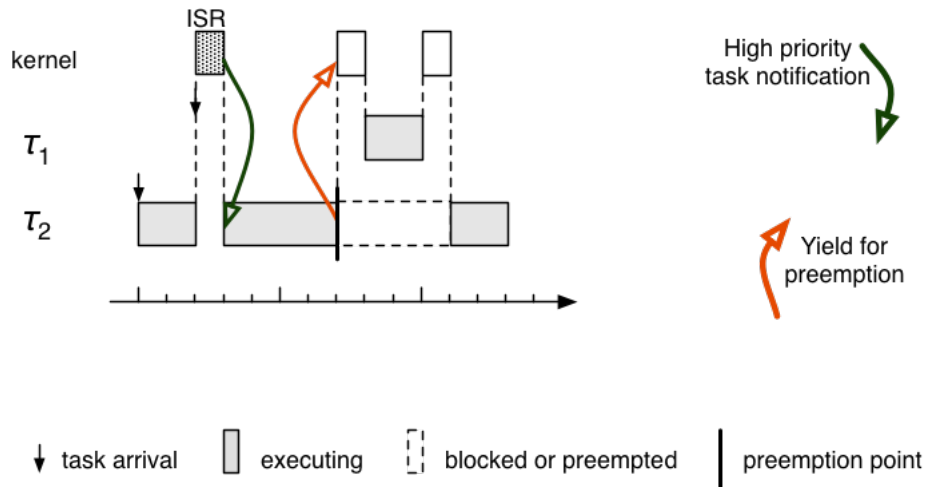 ISR
kernel
τ1
τ2
High priority
task notification
Yield for
preemption
task arrival
executing
blocked or preempted
preemption point